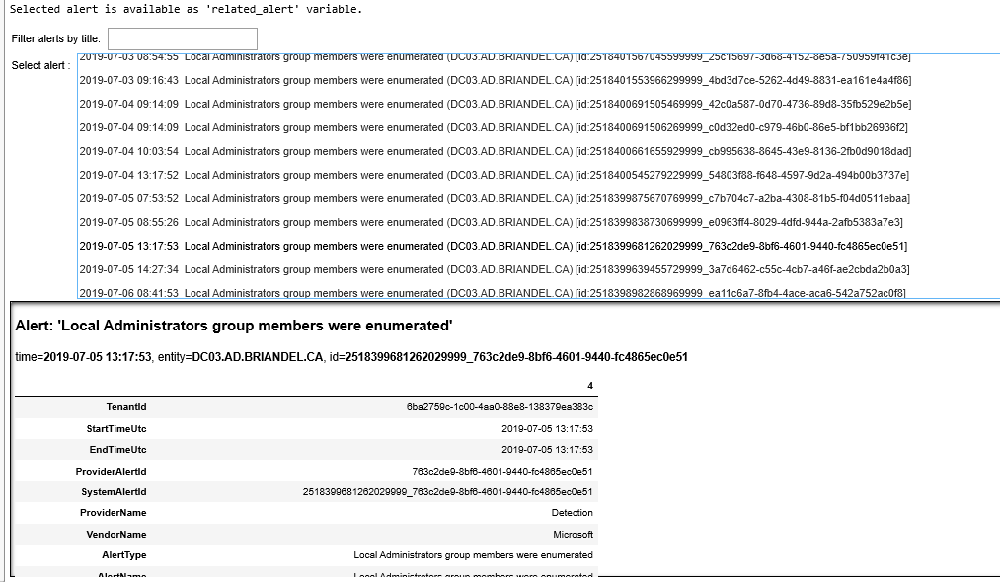 Selected alert is available as 'related_alert' variable.
Filter alerts by title:
Select alert :
2019-07-03 08:54:55 Local Administrators group members were enumerated (DC03.AD.BRIANDEL.CA) [id:2518401567045599999_25c15697-3d68-4152-8e5a-750959f41c3e]
2019-07-03 09:16:43 Local Administrators group members were enumerated (DC03.AD.BRIANDEL.CA) [id:2518401553966299999_4bd3d7ce-5262-4d49-8831-ea161e4a4f86]
2019-07-04 09:14:09 Local Administrators group members were enumerated (DC03.AD.BRIANDEL.CA) [id:2518400691505469999_42c0a587-0d70-4736-89d8-35fb529e2b5e]
2019-07-04 09:14:09 Local Administrators group members were enumerated (DC03.AD.BRIANDEL.CA) [id:2518400691506269999_c0d32ed0-c979-46b0-86e5-bf1bb26936f2]
2019-07-04 10:03:54 Local Administrators group members were enumerated (DC03.AD.BRIANDEL.CA) [id:2518400661655929999_cb995638-8645-43e9-8136-2fb0d9018dad]
2019-07-04 13:17:52 Local Administrators group members were enumerated (DC03.AD.BRIANDEL.CA) [id:2518400545279229999_54803f88-f648-4597-9d2a-494b00b3737e]
2019-07-05 07:53:52 Local Administrators group members were enumerated (DC03.AD.BRIANDEL.CA) [id:2518399875670769999_c7b704c7-a2ba-4308-81b5-f04d0511ebaa]
2019-07-05 08:55:26 Local Administrators group members were enumerated (DC03.AD.BRIANDEL.CA) [id:2518399838730699999_e0963ff4-8029-4dfd-944a-2afb5383a7e3]
2019-07-05 13:17:53 Local Administrators group members were enumerated (DC03.AD.BRIANDEL.CA) [id:2518399681262029999_763c2de9-8bf6-4601-9440-fc4865ec0e51]
2019-07-05 14:27:34 Local Administrators group members were enumerated (DC03.AD.BRIANDEL.CA) [id:2518399639455729999_3a7d6462-c55c-4cb7-a46f-ae2cbda2b0a3]
2019-07-06 08:41:53 Local Administrators group members were enumerated (DC03.AD.BRIANDEL.CA) [id:2518398982868969999_ea11c6a7-8fb4-4ace-aca6-542a752ac0f8]
Alert: 'Local Administrators group members were enumerated'
time=2019-07-05 13:17:53, entity=DC03.AD.BRIANDEL.CA, id=2518399681262029999_763c2de9-8bf6-4601-9440-fc4865ec0e51
4
TenantId 6ba2759c-1c00-4aa0-88e8-138379ea383c
StartTimeUtc 2019-07-05 13:17:53
EndTimeUtc 2019-07-05 13:17:53
ProviderAlertId 763c2de9-8bf6-4601-9440-fc4865ec0e51
SystemAlertId 2518399681262029999_763c2de9-8bf6-4601-9440-fc4865ec0e51
ProviderName Detection
VendorName Microsoft
AlertType Local Administrators group members were enumerated
AlertName Local Administrators group members were enumerated